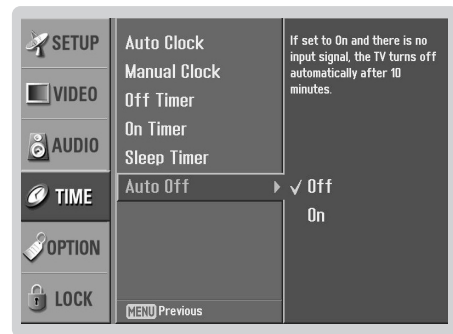 SETUP
VIDEO
AUDIO
TIME
OPTION
LOCK
Auto Clock
Manual Clock
Off Timer
On Timer
Sleep Timer
Auto Off
MENU Previous
If set to On and there is no
input signal, the TV turns off
automatically after 10
minutes.
✓ Off
On